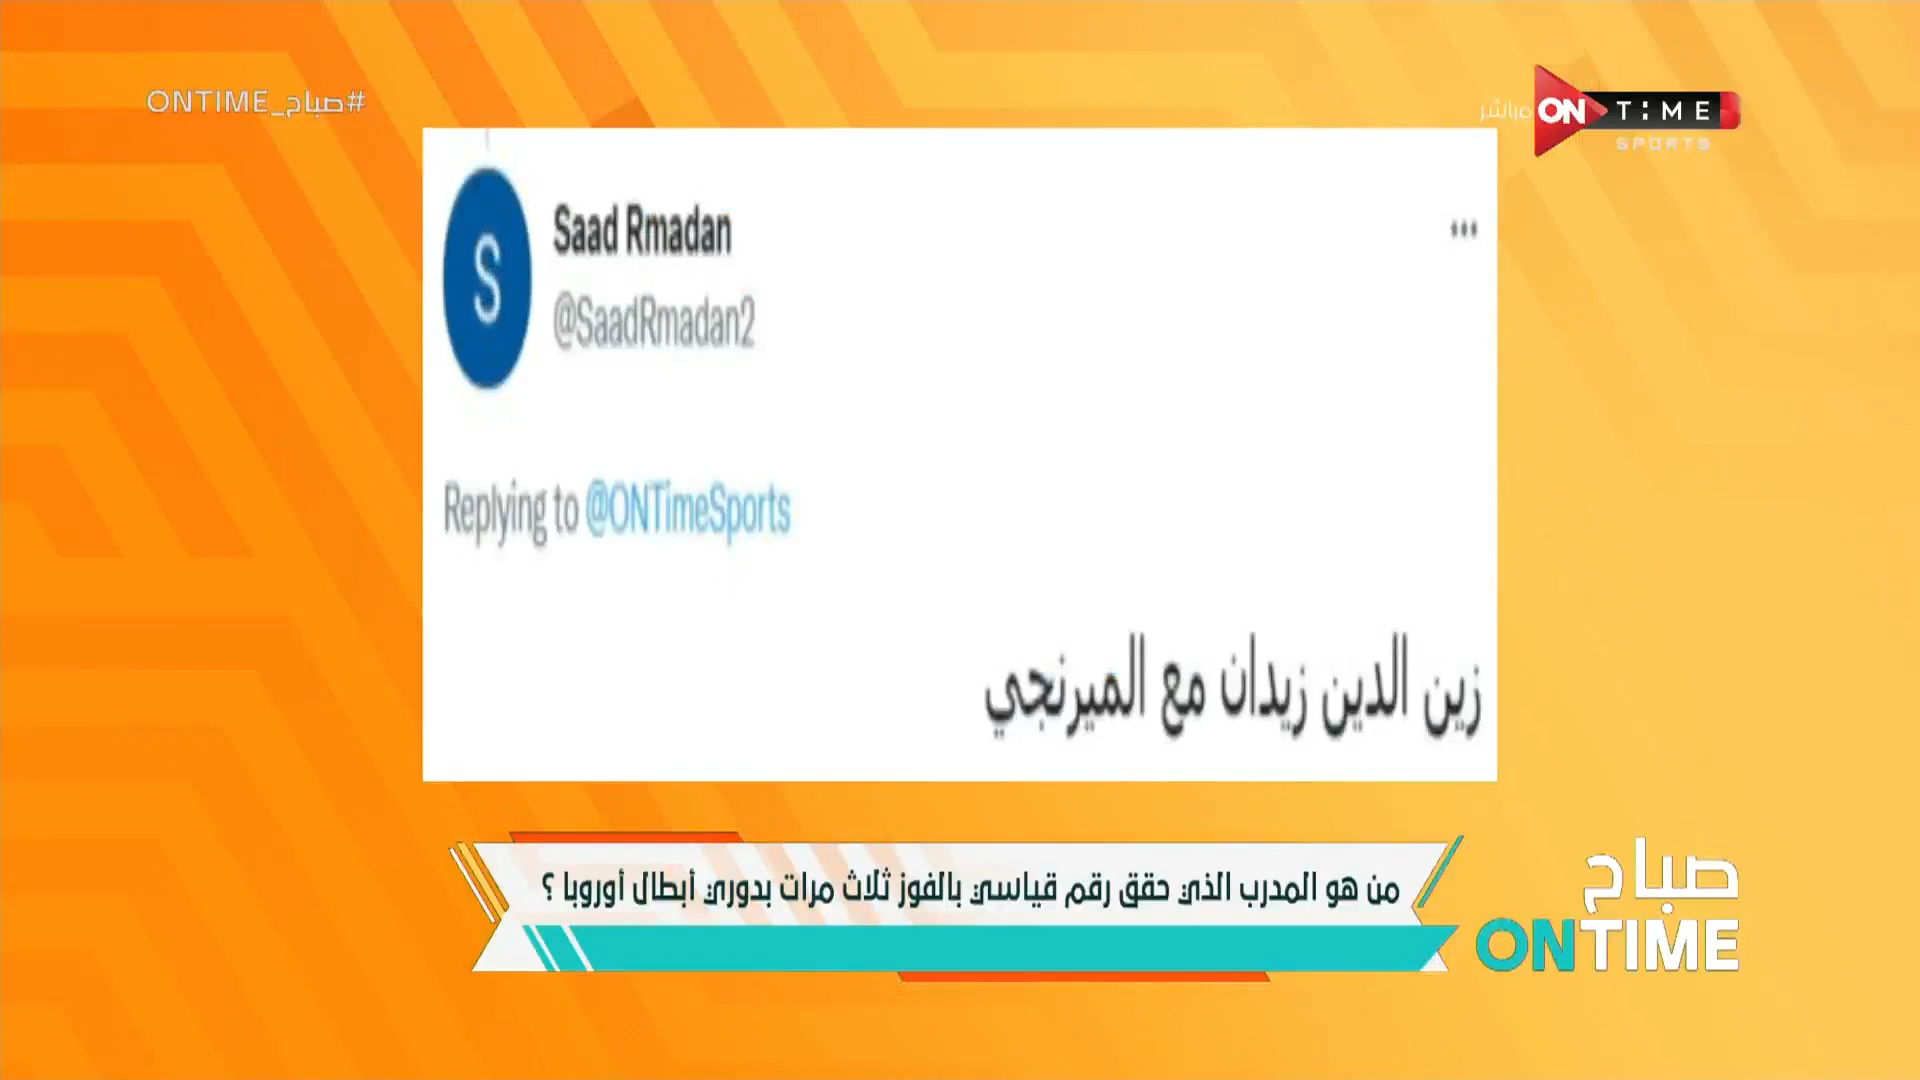 #صباح_ONTIME
مباشر ON TIME
SPORTS
S
Saad Rmadan
@SaadRmadan2
Replying to @ONTimeSports
زين الدين زيدان مع الميرنجي
من هو المدرب الذي حقق رقم قياسي بالفوز ثلاث مرات بدوري أبطال أوروبا ؟
صباح
ONTIME